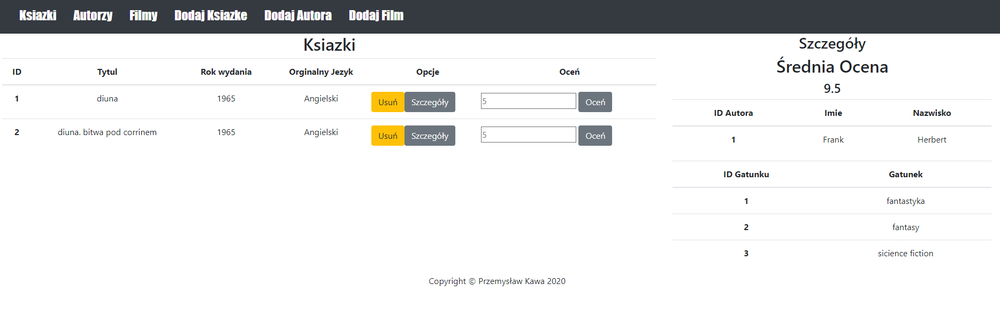 Ksiazki Autorzy Filmy Dodaj Ksiazke Dodaj Autora Dodaj Film
Ksiazki
ID Tytul Rok wydania Orginalny Jezyk Opcje Oceń
1 diuna 1965 Angielski Usuń Szczegóły 5 Oceń
2 diuna. bitwa pod corrinem 1965 Angielski Usuń Szczegóły 5 Oceń
Szczegóły
Średnia Ocena
9.5
ID Autora Imie Nazwisko
1 Frank Herbert
ID Gatunku Gatunek
1 fantastyka
2 fantasy
3 sicience fiction
Copyright © Przemysław Kawa 2020